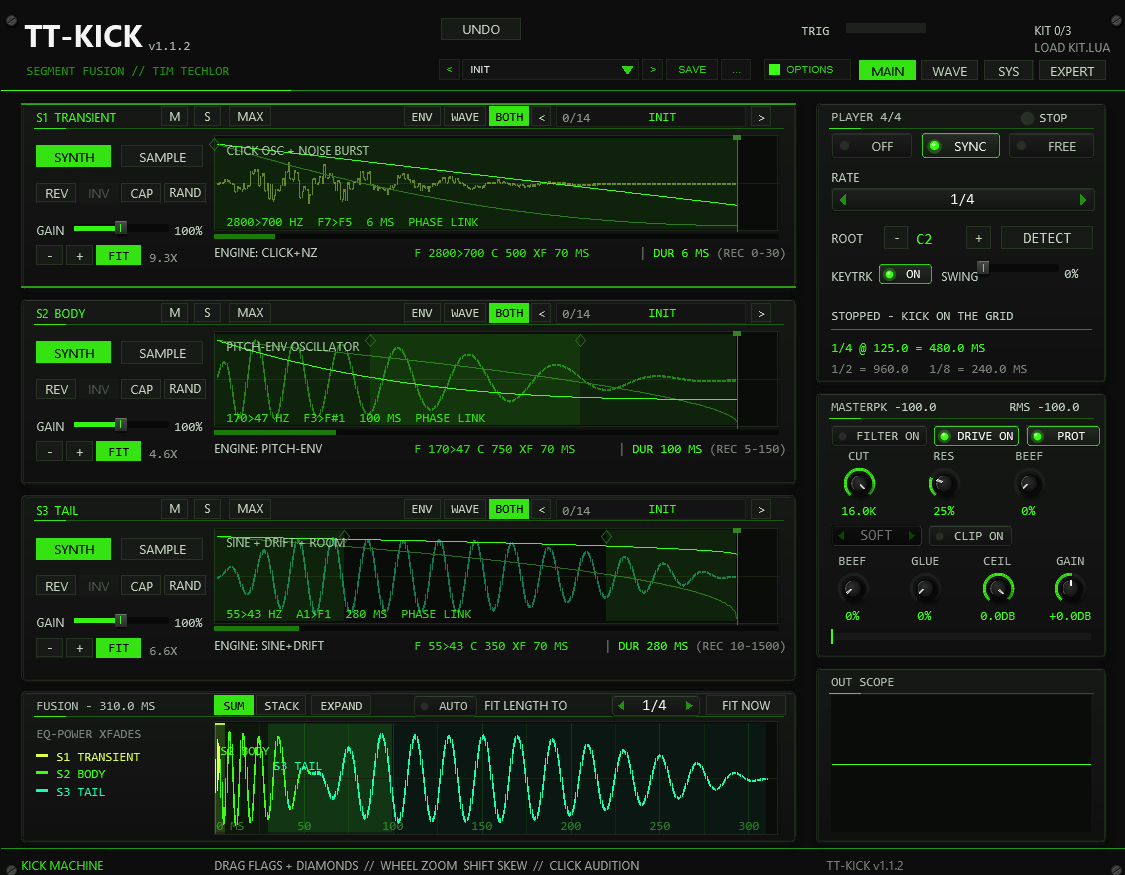 TT-KICK v1.1.2
SEGMENT FUSION // TIM TECHLOR
UNDO
TRIG
KIT 0/3
LOAD KIT.LUA
< INIT > SAVE ... OPTIONS MAIN WAVE SYS EXPERT
S1 TRANSIENT M S MAX ENV WAVE BOTH < 0/14 INIT >
CLICK OSC + NOISE BURST
SYNTH SAMPLE
REV INV CAP RAND
2800>700 HZ F7>F5 6 MS PHASE LINK
GAIN 100%
- + FIT 9.3X
ENGINE: CLICK+NZ F 2800>700 C 500 XF 70 MS | DUR 6 MS (REC 0-30)
S2 BODY M S MAX ENV WAVE BOTH < 0/14 INIT >
PITCH-ENV OSCILLATOR
SYNTH SAMPLE
REV INV CAP RAND
170>47 HZ F3>F#1 100 MS PHASE LINK
GAIN 100%
- + FIT 4.6X
ENGINE: PITCH-ENV F 170>47 C 750 XF 70 MS | DUR 100 MS (REC 5-150)
S3 TAIL M S MAX ENV WAVE BOTH < 0/14 INIT >
SINE + DRIFT + ROOM
SYNTH SAMPLE
REV INV CAP RAND
55>43 HZ A1>F1 280 MS PHASE LINK
GAIN 100%
- + FIT 6.6X
ENGINE: SINE+DRIFT F 55>43 C 350 XF 70 MS | DUR 280 MS (REC 10-1500)
FUSION - 310.0 MS SUM STACK EXPAND AUTO FIT LENGTH TO 1/4 FIT NOW
EQ-POWER XFADES
S1 TRANSIENT
S2 BODY
S3 TAIL
S2 BODY
S3 TAIL
0 MS 50 100 150 200 250 300
PLAYER 4/4 STOP
OFF SYNC FREE
RATE
1/4
ROOT - C2 + DETECT
KEYTRK ON SWING 0%
STOPPED - KICK ON THE GRID
1/4 @ 125.0 = 480.0 MS
1/2 = 960.0 1/8 = 240.0 MS
MASTERPK -100.0 RMS -100.0
FILTER ON DRIVE ON PROT
CUT RES BEEF
16.0K 25% 0%
SOFT CLIP ON
BEEF GLUE CEIL GAIN
0% 0% 0.0DB +0.0DB
OUT SCOPE
KICK MACHINE DRAG FLAGS + DIAMONDS // WHEEL ZOOM SHIFT SKEW // CLICK AUDITION TT-KICK v1.1.2